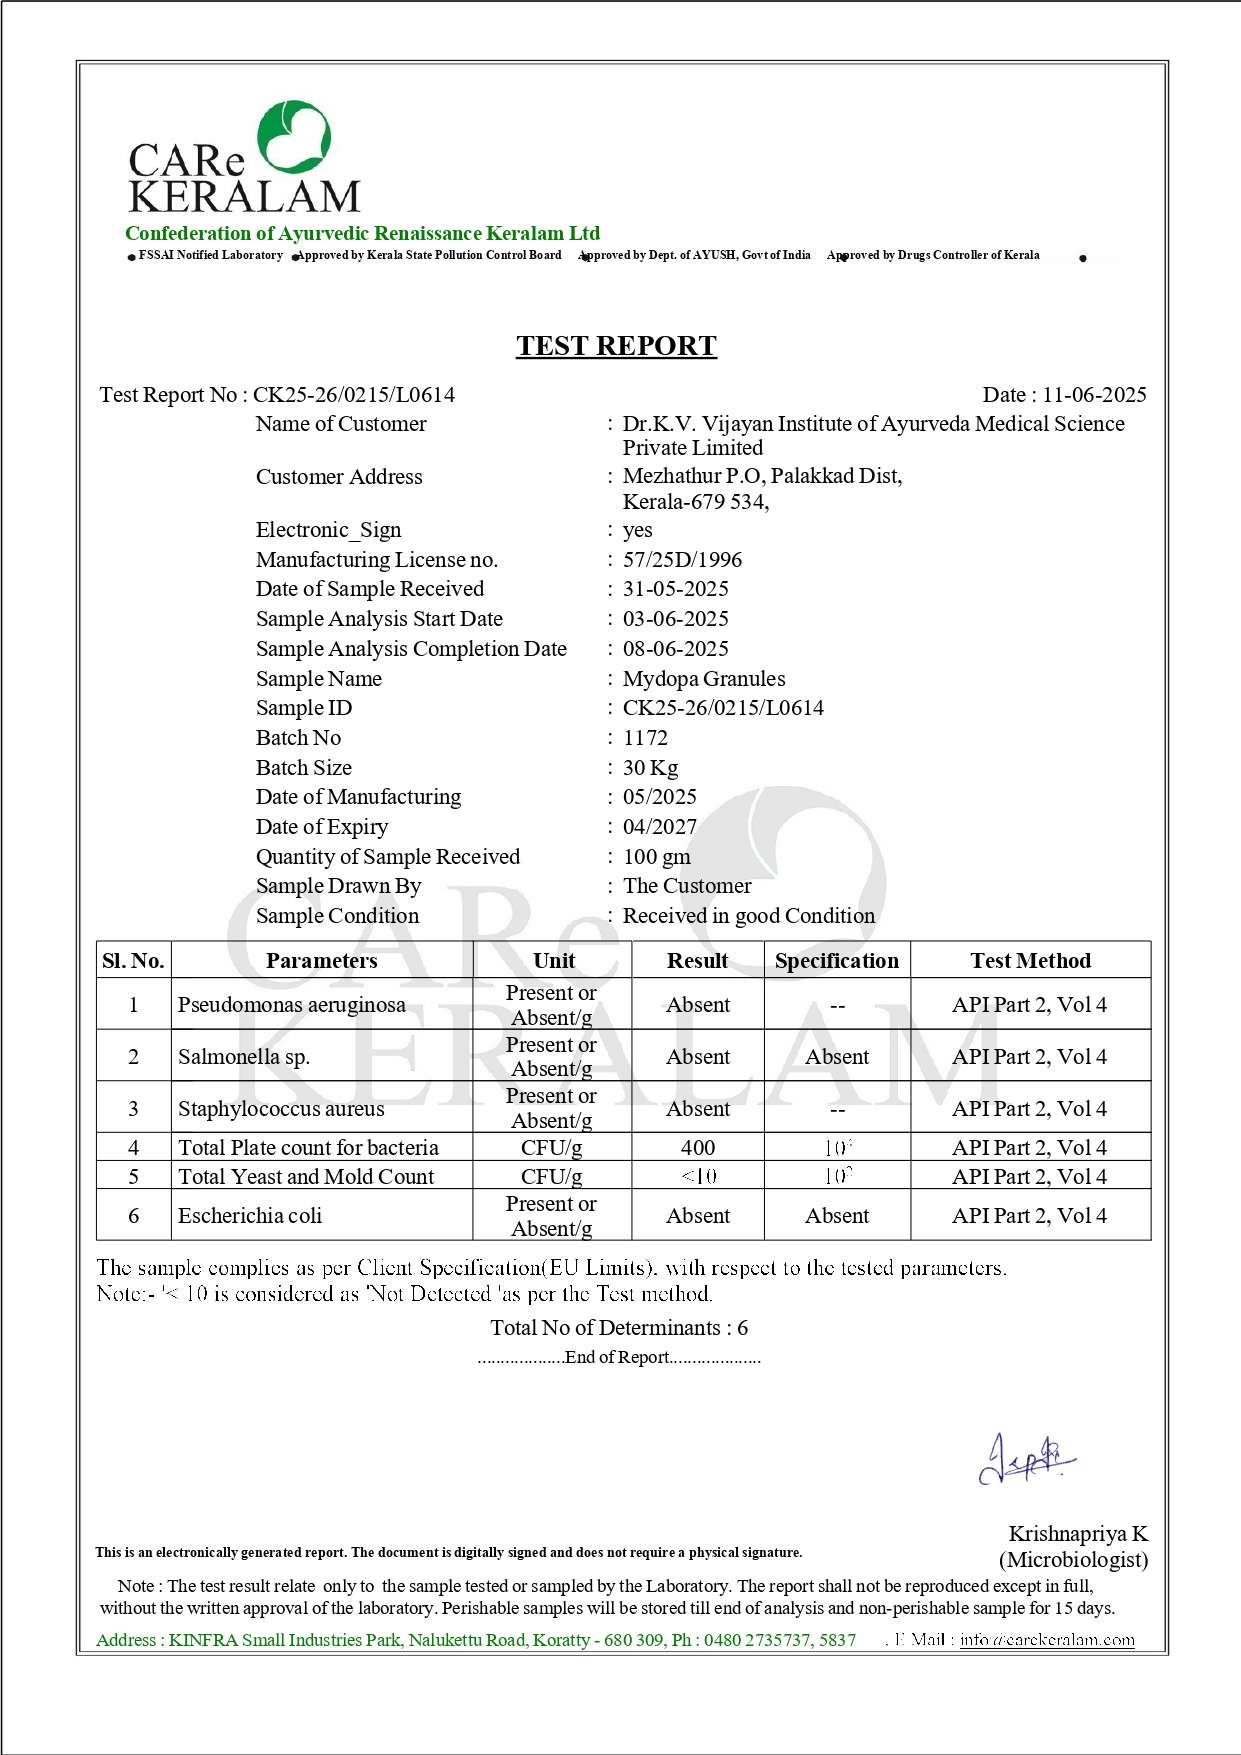 CARe
KERALAM
Confederation of Ayurvedic Renaissance Keralam Ltd
● FSSAI Notified Laboratory ● Approved by Kerala State Pollution Control Board ● Approved by Dept. of AYUSH, Govt of India ● Approved by Drugs Controller of Kerala ●
TEST REPORT
Test Report No : CK25-26/0215/L0614 Date : 11-06-2025
Name of Customer : Dr.K.V. Vijayan Institute of Ayurveda Medical Science
Private Limited
Customer Address : Mezhathur P.O, Palakkad Dist,
Kerala-679 534,
Electronic_Sign : yes
Manufacturing License no. : 57/25D/1996
Date of Sample Received : 31-05-2025
Sample Analysis Start Date : 03-06-2025
Sample Analysis Completion Date : 08-06-2025
Sample Name : Mydopa Granules
Sample ID : CK25-26/0215/L0614
Batch No : 1172
Batch Size : 30 Kg
Date of Manufacturing : 05/2025
Date of Expiry : 04/2027
Quantity of Sample Received : 100 gm
Sample Drawn By : The Customer
Sample Condition : Received in good Condition
CARe
KERALAM
Sl. No. Parameters Unit Result Specification Test Method
1 Pseudomonas aeruginosa Present or Absent/g Absent -- API Part 2, Vol 4
2 Salmonella sp. Present or Absent/g Absent Absent API Part 2, Vol 4
3 Staphylococcus aureus Present or Absent/g Absent -- API Part 2, Vol 4
4 Total Plate count for bacteria CFU/g 400 API Part 2, Vol 4
5 Total Yeast and Mold Count CFU/g <10 API Part 2, Vol 4
6 Escherichia coli Present or Absent/g Absent Absent API Part 2, Vol 4
The sample complies as per Client Specification(EU Limits). with respect to the tested parameters.
Note:- '< 10 is considered as 'Not Detected 'as per the Test method.
Total No of Determinants : 6
...................End of Report....................
Krishnapriya K
(Microbiologist)
This is an electronically generated report. The document is digitally signed and does not require a physical signature.
Note : The test result relate only to the sample tested or sampled by the Laboratory. The report shall not be reproduced except in full,
without the written approval of the laboratory. Perishable samples will be stored till end of analysis and non-perishable sample for 15 days.
Address : KINFRA Small Industries Park, Nalukettu Road, Koratty - 680 309, Ph : 0480 2735737, 5837 , E Mail : info@carekeralam.com